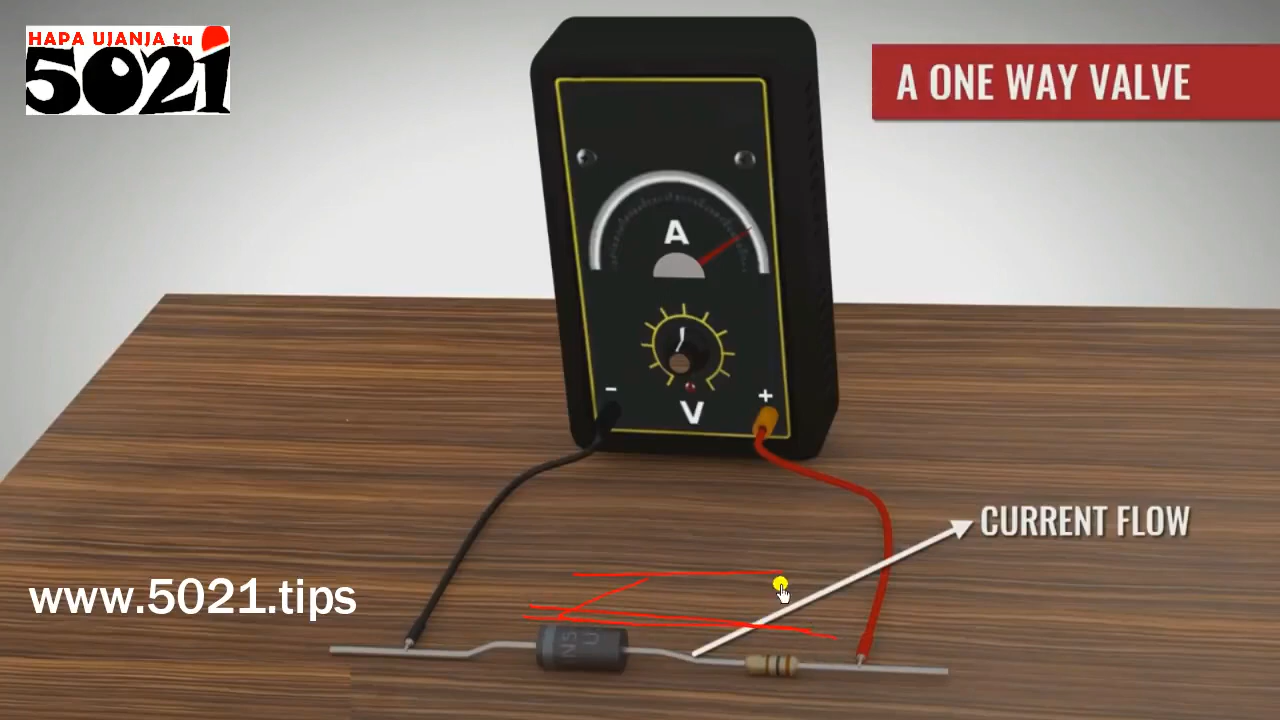 HAPA UJANJA tu
5021
A ONE WAY VALVE
A
-
+
V
CURRENT FLOW
www.5021.tips